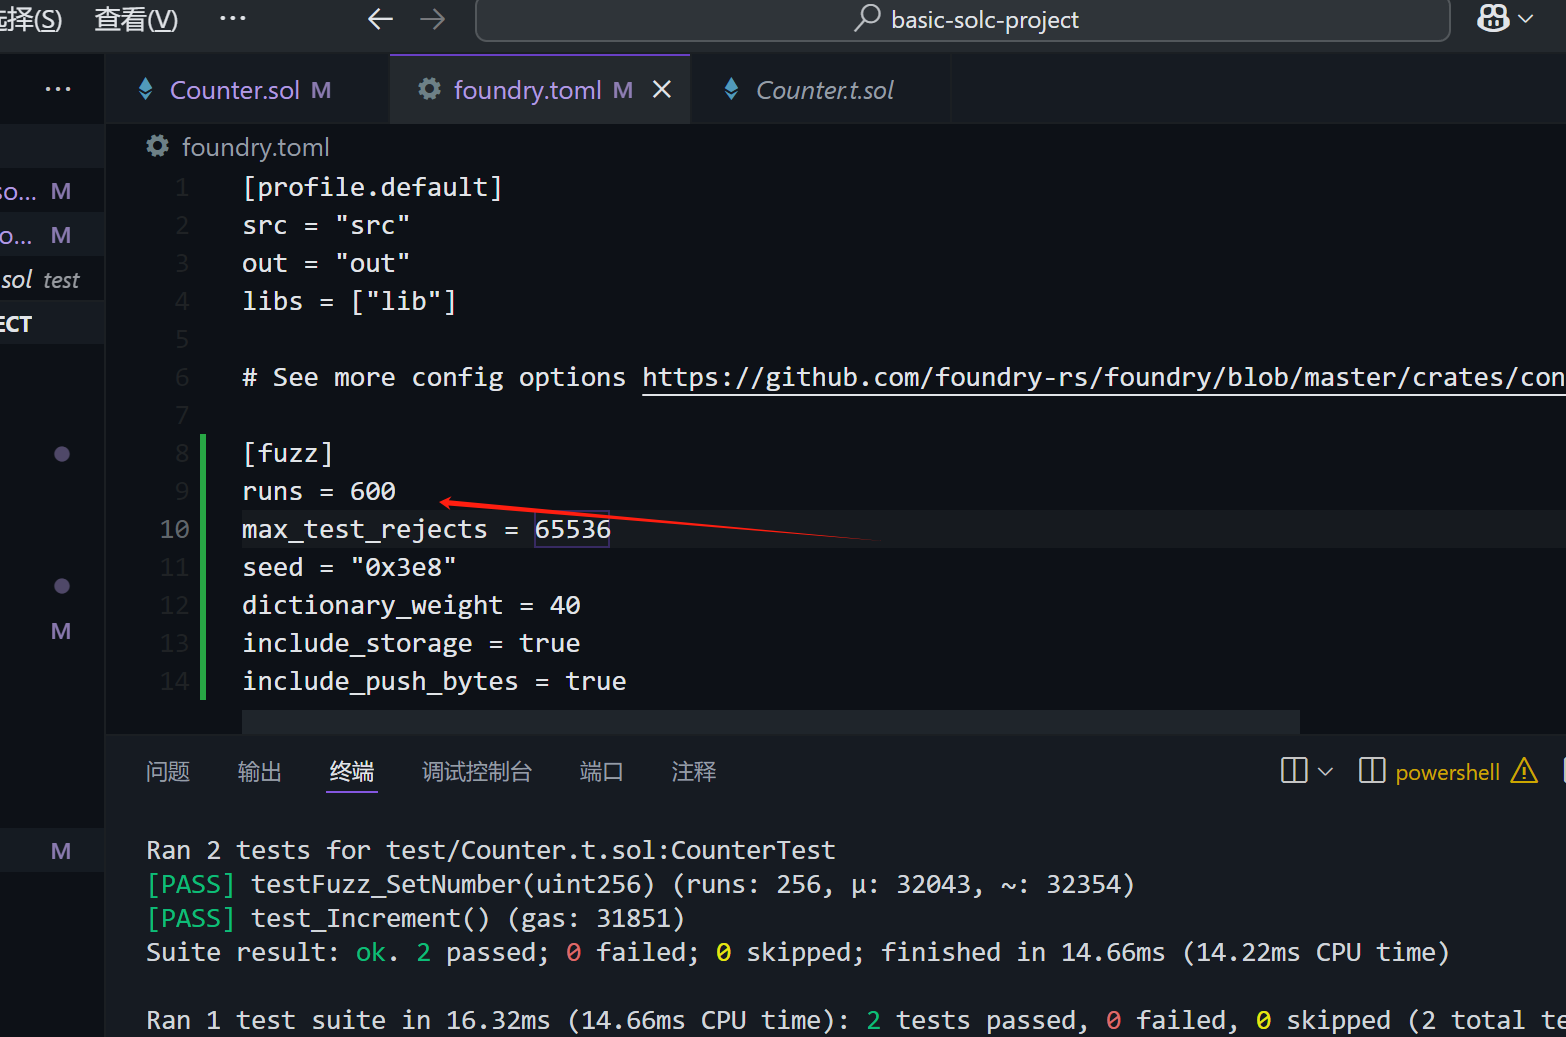 选择(S) 查看(V) ··· basic-solc-project
Counter.sol M foundry.toml M Counter.t.sol
foundry.toml
so... M
o... M
sol test
ECT
M
M
1 [profile.default]
2 src = "src"
3 out = "out"
4 libs = ["lib"]
5
6 # See more config options https://github.com/foundry-rs/foundry/blob/master/crates/con
7
8 [fuzz]
9 runs = 600
10 max_test_rejects = 65536
11 seed = "0x3e8"
12 dictionary_weight = 40
13 include_storage = true
14 include_push_bytes = true
问题 输出 终端 调试控制台 端口 注释 powershell
Ran 2 tests for test/Counter.t.sol:CounterTest
[PASS] testFuzz_SetNumber(uint256) (runs: 256, μ: 32043, ~: 32354)
[PASS] test_Increment() (gas: 31851)
Suite result: ok. 2 passed; 0 failed; 0 skipped; finished in 14.66ms (14.22ms CPU time)
Ran 1 test suite in 16.32ms (14.66ms CPU time): 2 tests passed, 0 failed, 0 skipped (2 total te